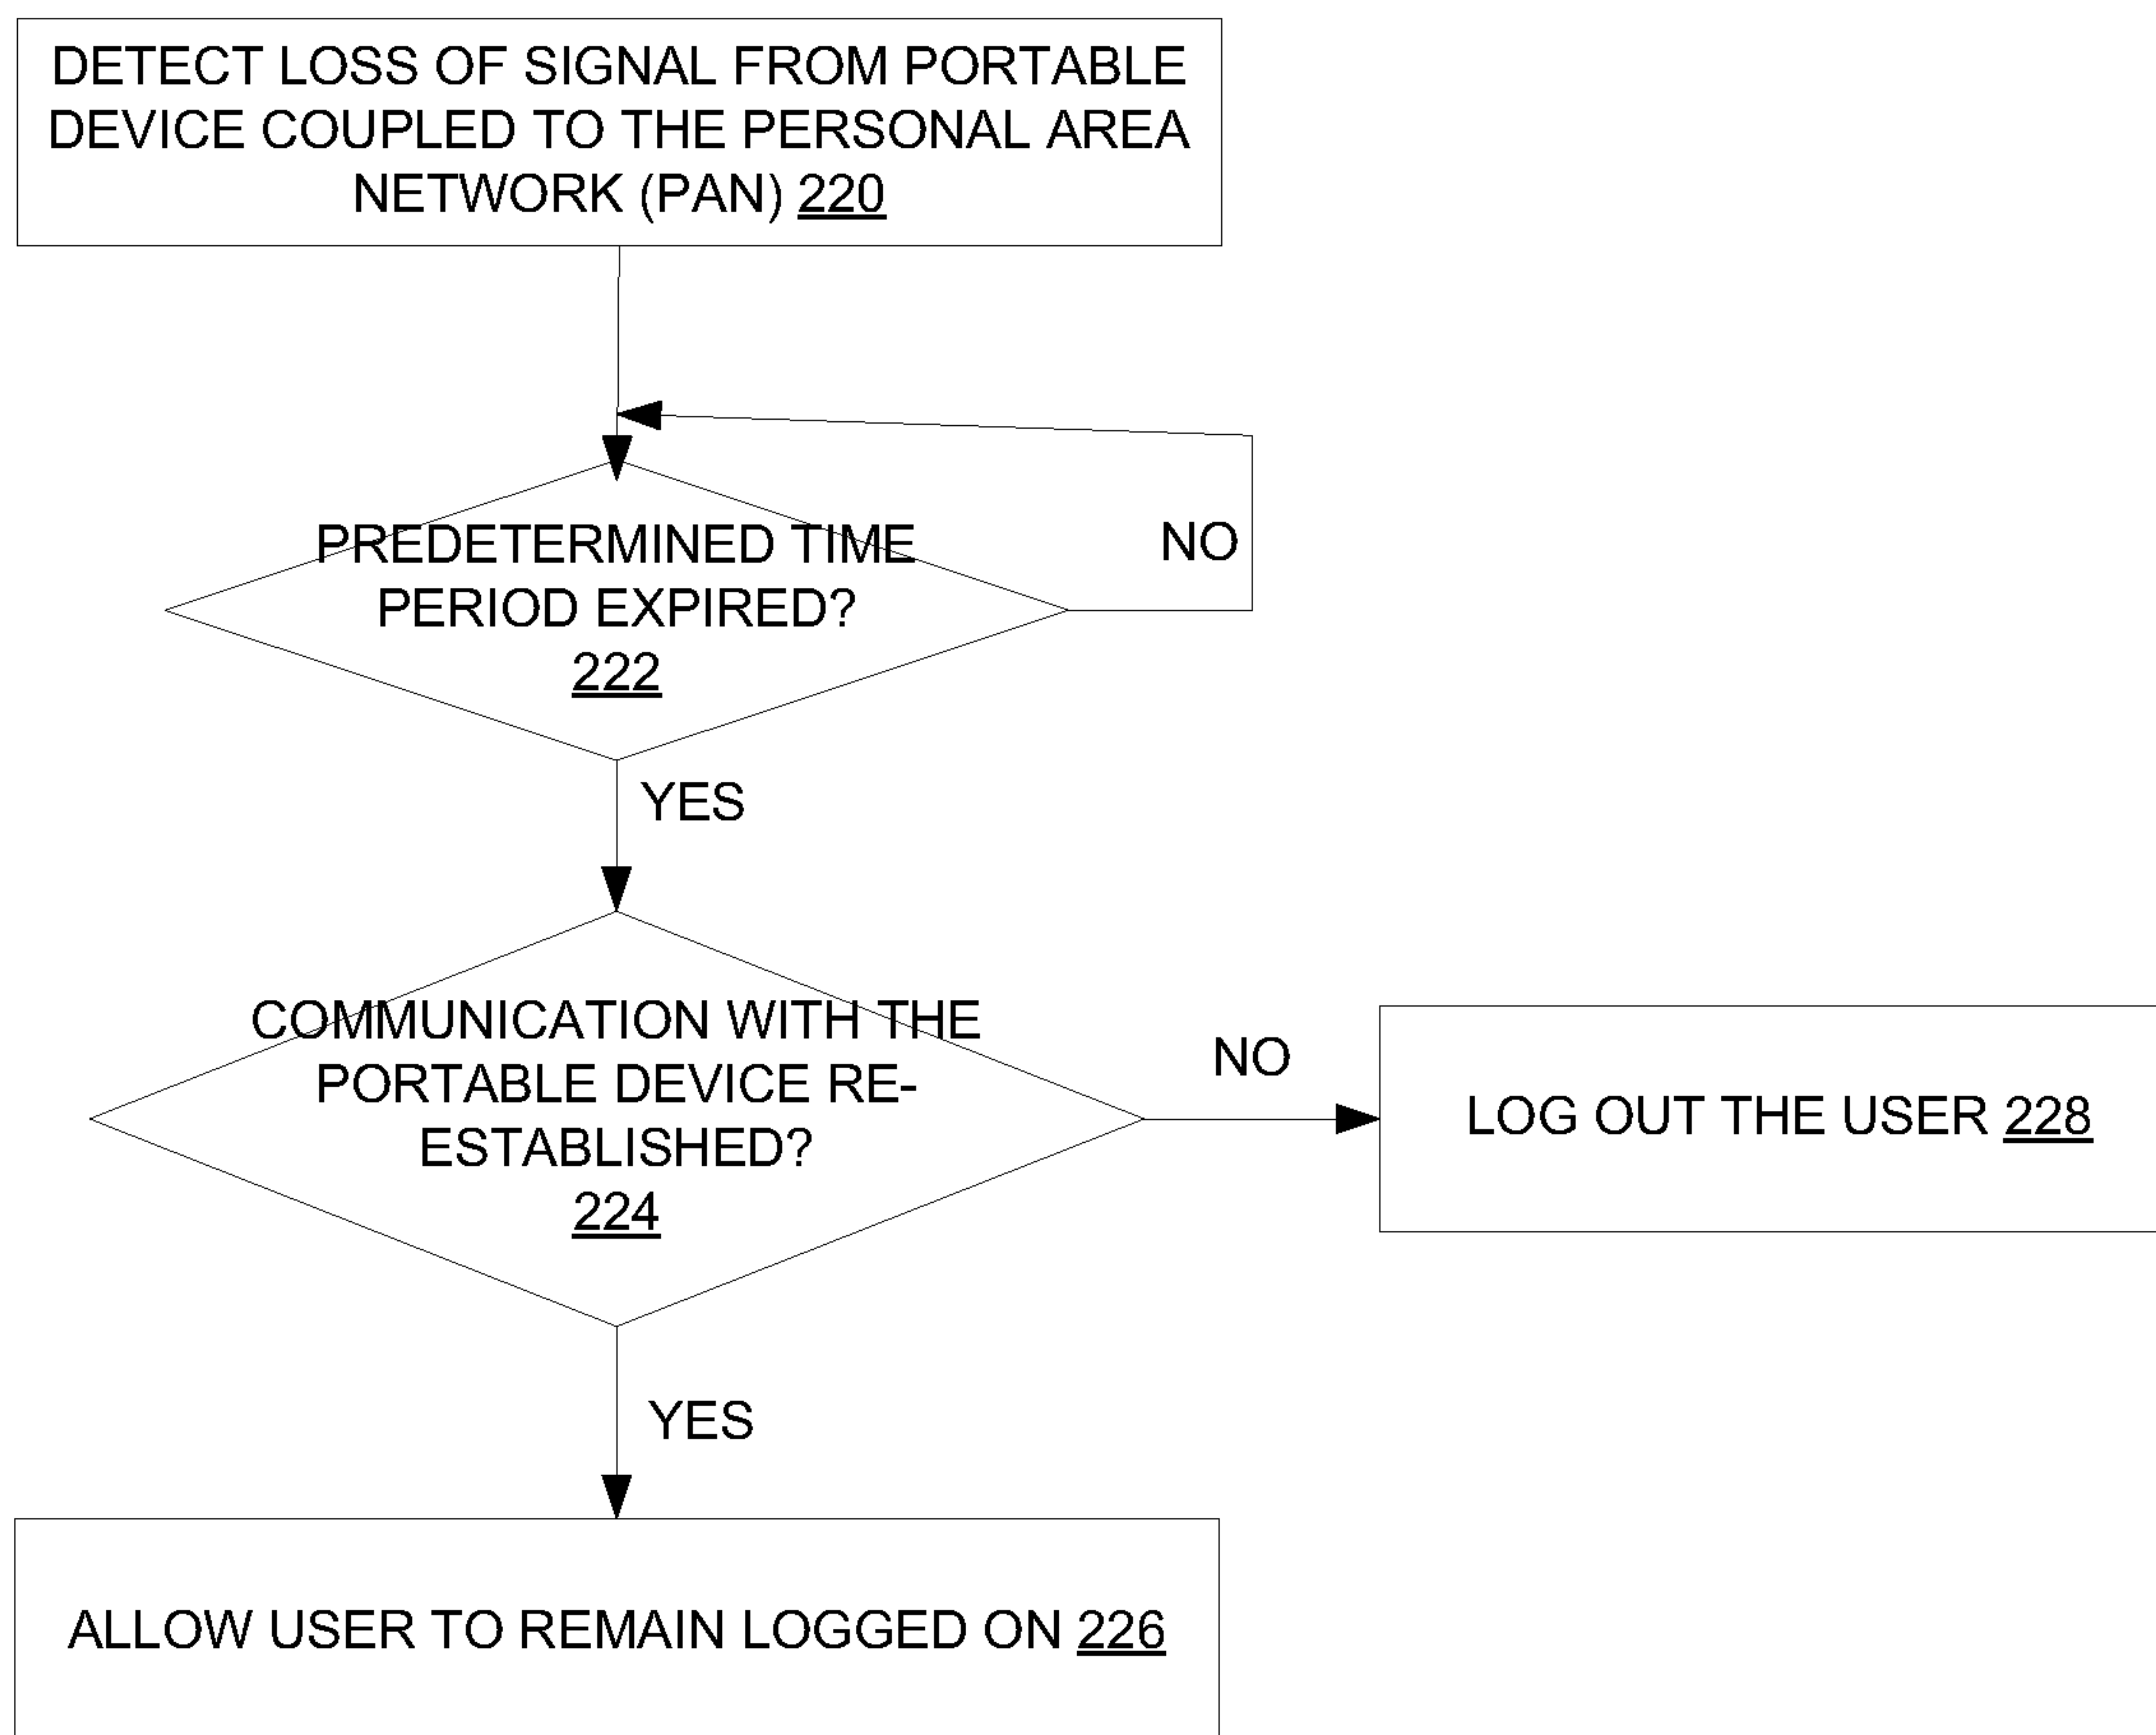 DETECT LOSS OF SIGNAL FROM PORTABLE
DEVICE COUPLED TO THE PERSONAL AREA
NETWORK (PAN) 220
PREDETERMINED TIME
PERIOD EXPIRED?
222
NO
YES
COMMUNICATION WITH THE
PORTABLE DEVICE RE-
ESTABLISHED?
224
NO
LOG OUT THE USER 228
YES
ALLOW USER TO REMAIN LOGGED ON 226